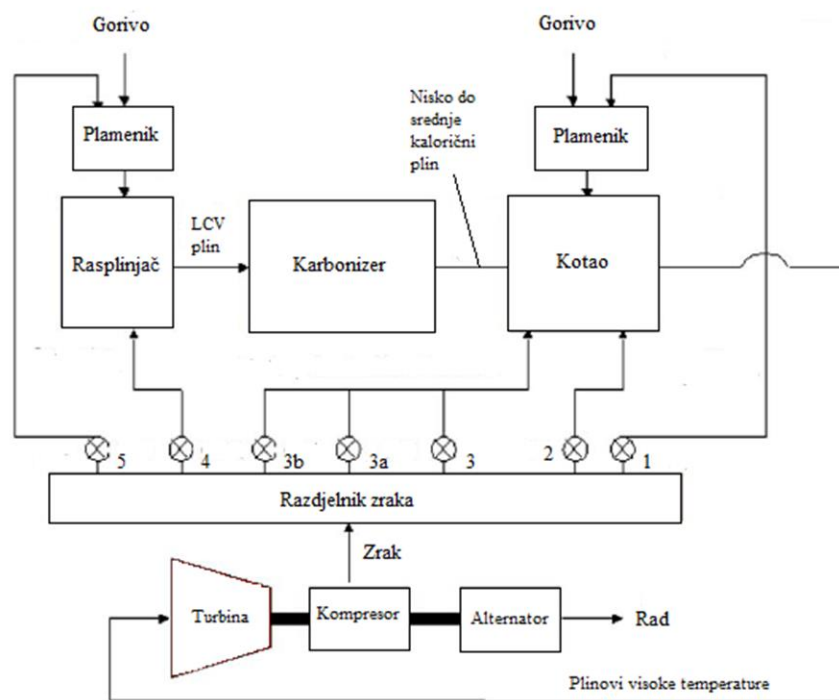 Gorivo
Gorivo
Plamenik
Nisko do
srednje
kalorični
plin
Plamenik
Rasplinjač
LCV
plin
Karbonizer
Kotao
5
4
3b
3a
3
2
1
Razdjelnik zraka
Zrak
Turbina
Kompresor
Alternator
Rad
Plinovi visoke temperature